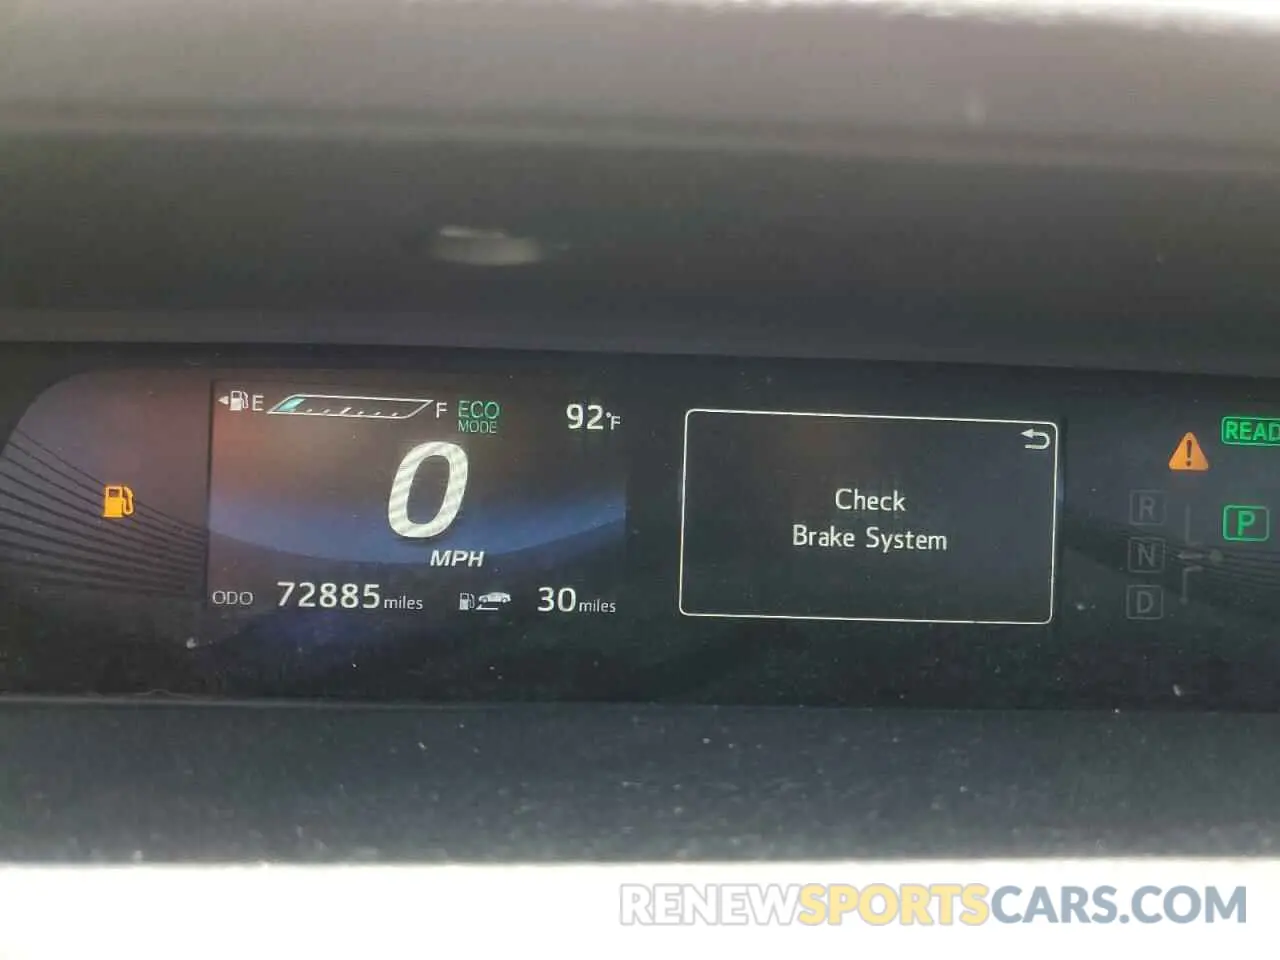 E F ECO MODE 92°F
0
MPH
ODO 72885 miles 30 miles
Check
Brake System
READ
R
N
D
P
RENEWSPORTSCARS.COM